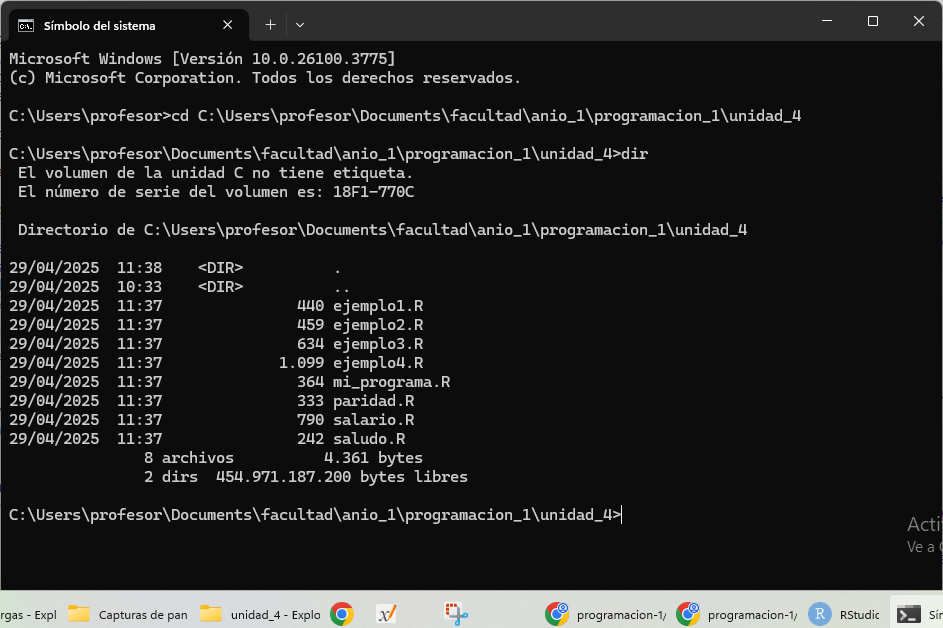 Símbolo del sistema
Microsoft Windows [Versión 10.0.26100.3775]
(c) Microsoft Corporation. Todos los derechos reservados.
C:\Users\profesor>cd C:\Users\profesor\Documents\facultad\anio_1\programacion_1\unidad_4
C:\Users\profesor\Documents\facultad\anio_1\programacion_1\unidad_4>dir
El volumen de la unidad C no tiene etiqueta.
El número de serie del volumen es: 18F1-770C
Directorio de C:\Users\profesor\Documents\facultad\anio_1\programacion_1\unidad_4
29/04/2025  11:38    <DIR>          .
29/04/2025  10:33    <DIR>          ..
29/04/2025  11:37               440 ejemplo1.R
29/04/2025  11:37               459 ejemplo2.R
29/04/2025  11:37               634 ejemplo3.R
29/04/2025  11:37             1.099 ejemplo4.R
29/04/2025  11:37               364 mi_programa.R
29/04/2025  11:37               333 paridad.R
29/04/2025  11:37               790 salario.R
29/04/2025  11:37               242 saludo.R
8 archivos          4.361 bytes
2 dirs  454.971.187.200 bytes libres
C:\Users\profesor\Documents\facultad\anio_1\programacion_1\unidad_4>
Acti
Ve a
rgas - Expl Capturas de pan unidad_4 - Explo programacion-1/ programacion-1/ R RStudio Sím